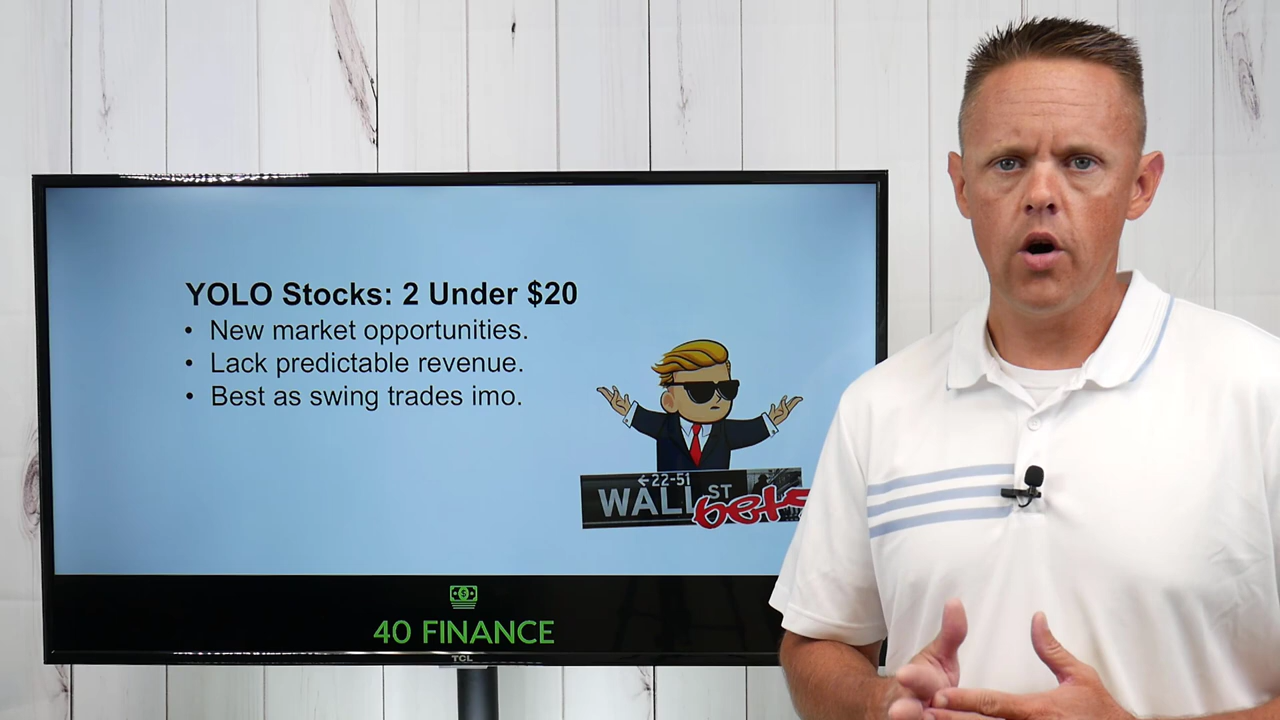 YOLO Stocks: 2 Under $20
• New market opportunities.
• Lack predictable revenue.
• Best as swing trades imo.
←22-51
WALL ST
bets
40 FINANCE
TCL